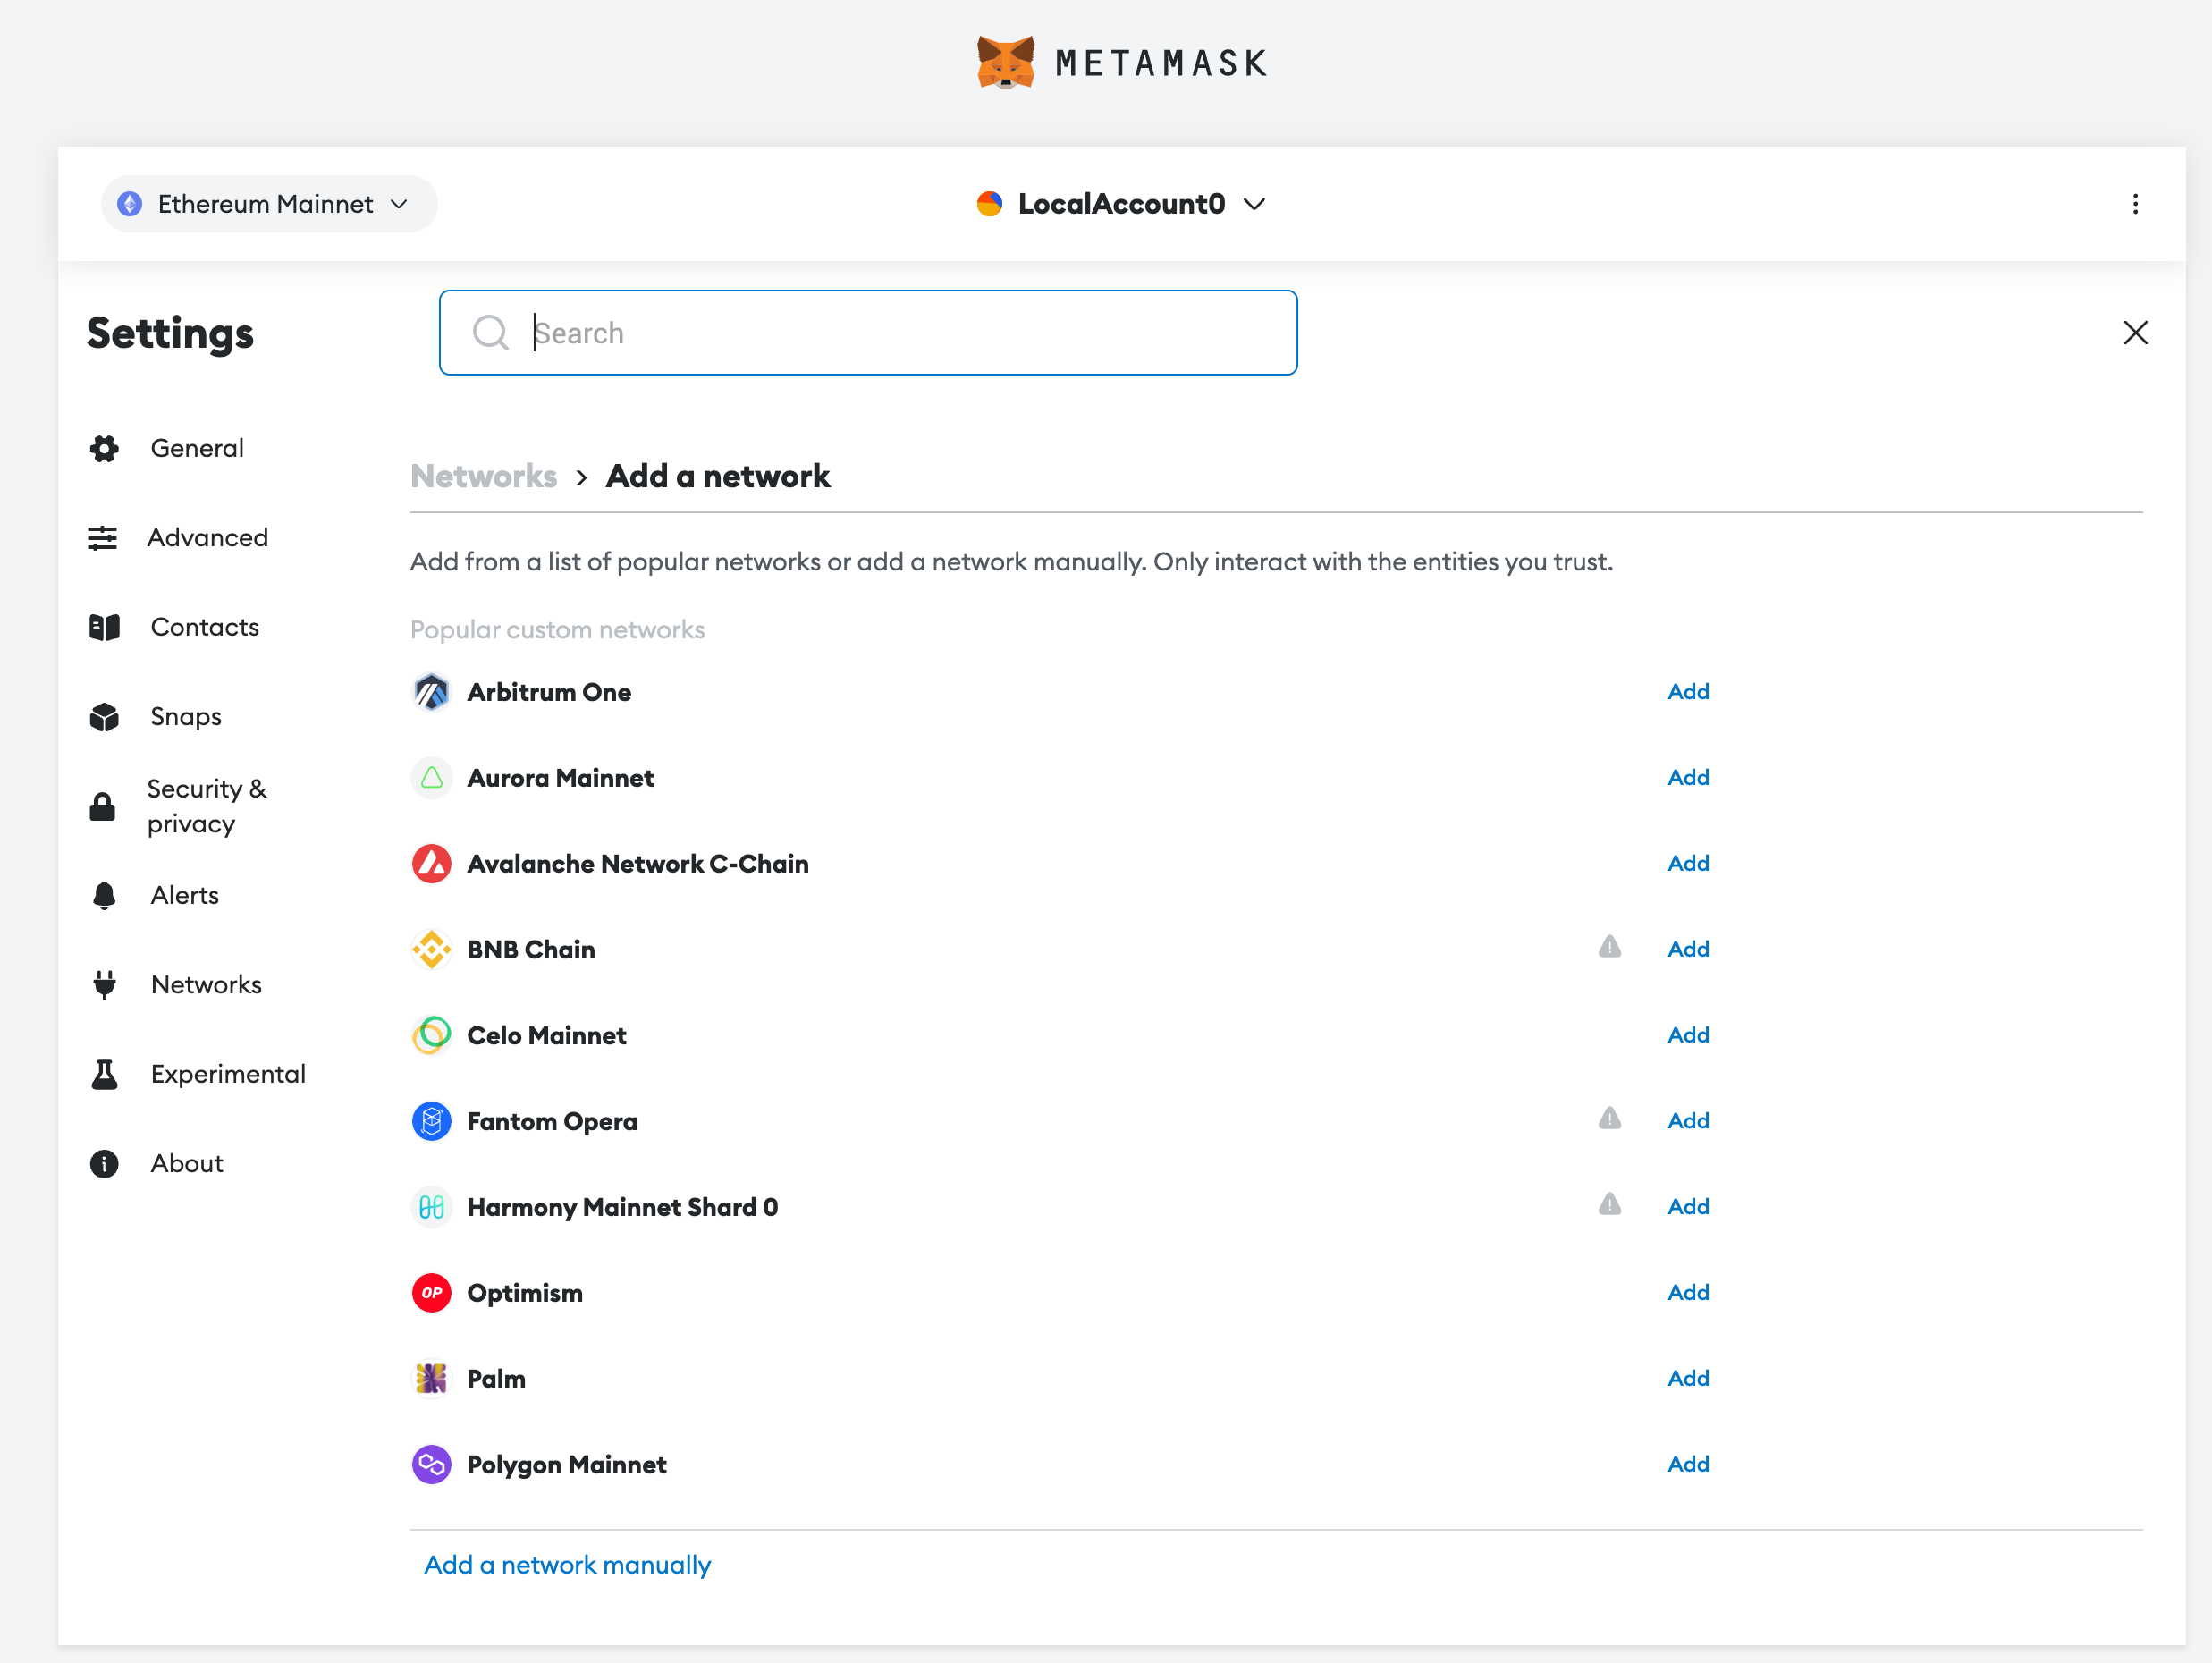 METAMASK
Ethereum Mainnet
LocalAccount0
Settings
Search
General
Advanced
Contacts
Snaps
Security &
privacy
Alerts
Networks
Experimental
About
Networks > Add a network
Add from a list of popular networks or add a network manually. Only interact with the entities you trust.
Popular custom networks
Arbitrum One Add
Aurora Mainnet Add
Avalanche Network C-Chain Add
BNB Chain Add
Celo Mainnet Add
Fantom Opera Add
Harmony Mainnet Shard 0 Add
OP Optimism Add
Palm Add
Polygon Mainnet Add
Add a network manually